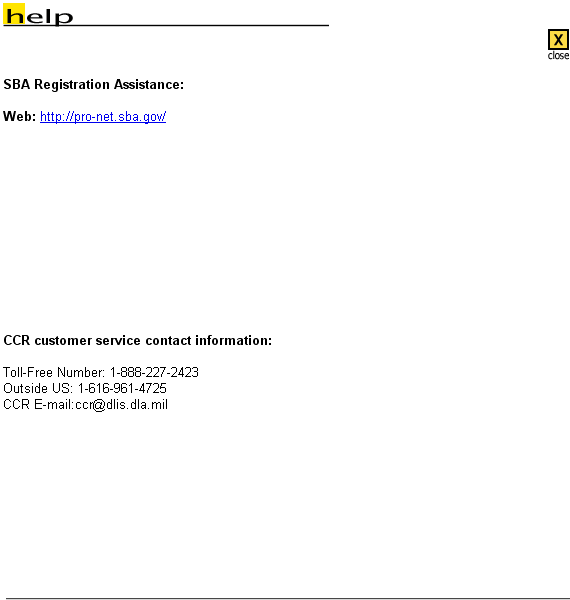 help
X
close
SBA Registration Assistance:
Web: http://pro-net.sba.gov/
CCR customer service contact information:
Toll-Free Number: 1-888-227-2423
Outside US: 1-616-961-4725
CCR E-mail:ccr@dlis.dla.mil